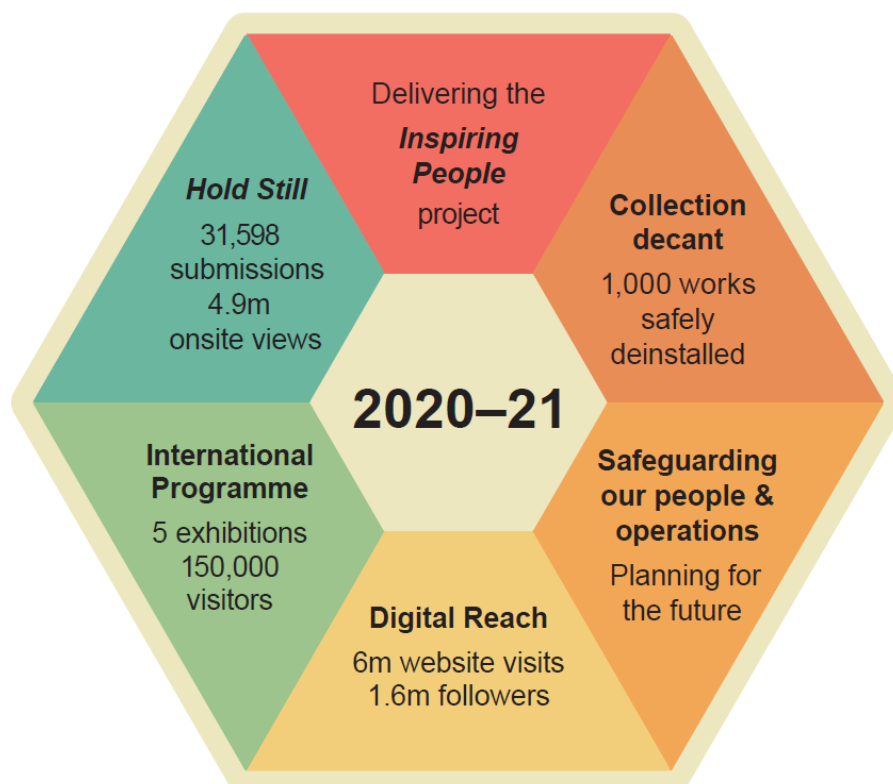 Delivering the
Inspiring
People
project
Collection
decant
1,000 works
safely
deinstalled
Safeguarding
our people &
operations
Planning for
the future
Digital Reach
6m website visits
1.6m followers
International
Programme
5 exhibitions
150,000
visitors
Hold Still
31,598
submissions
4.9m
onsite views
2020–21